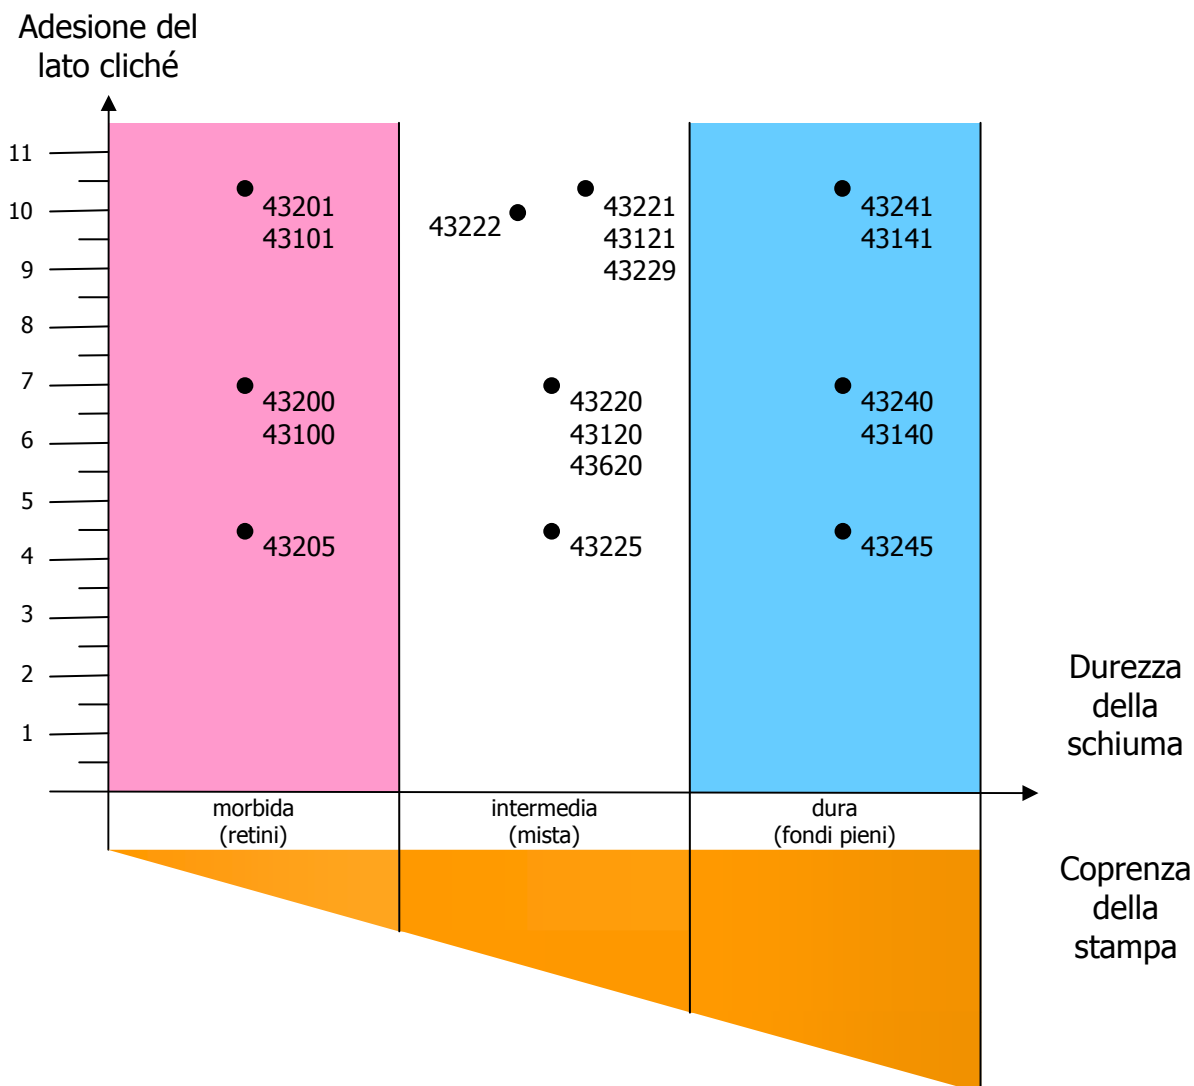 Adesione del
lato cliché
11
10
9
8
7
6
5
4
3
2
1
43201
43101
43222
43221
43121
43229
43241
43141
43200
43100
43220
43120
43620
43240
43140
43205
43225
43245
Durezza
della
schiuma
morbida
(retini)
intermedia
(mista)
dura
(fondi pieni)
Coprenza
della
stampa